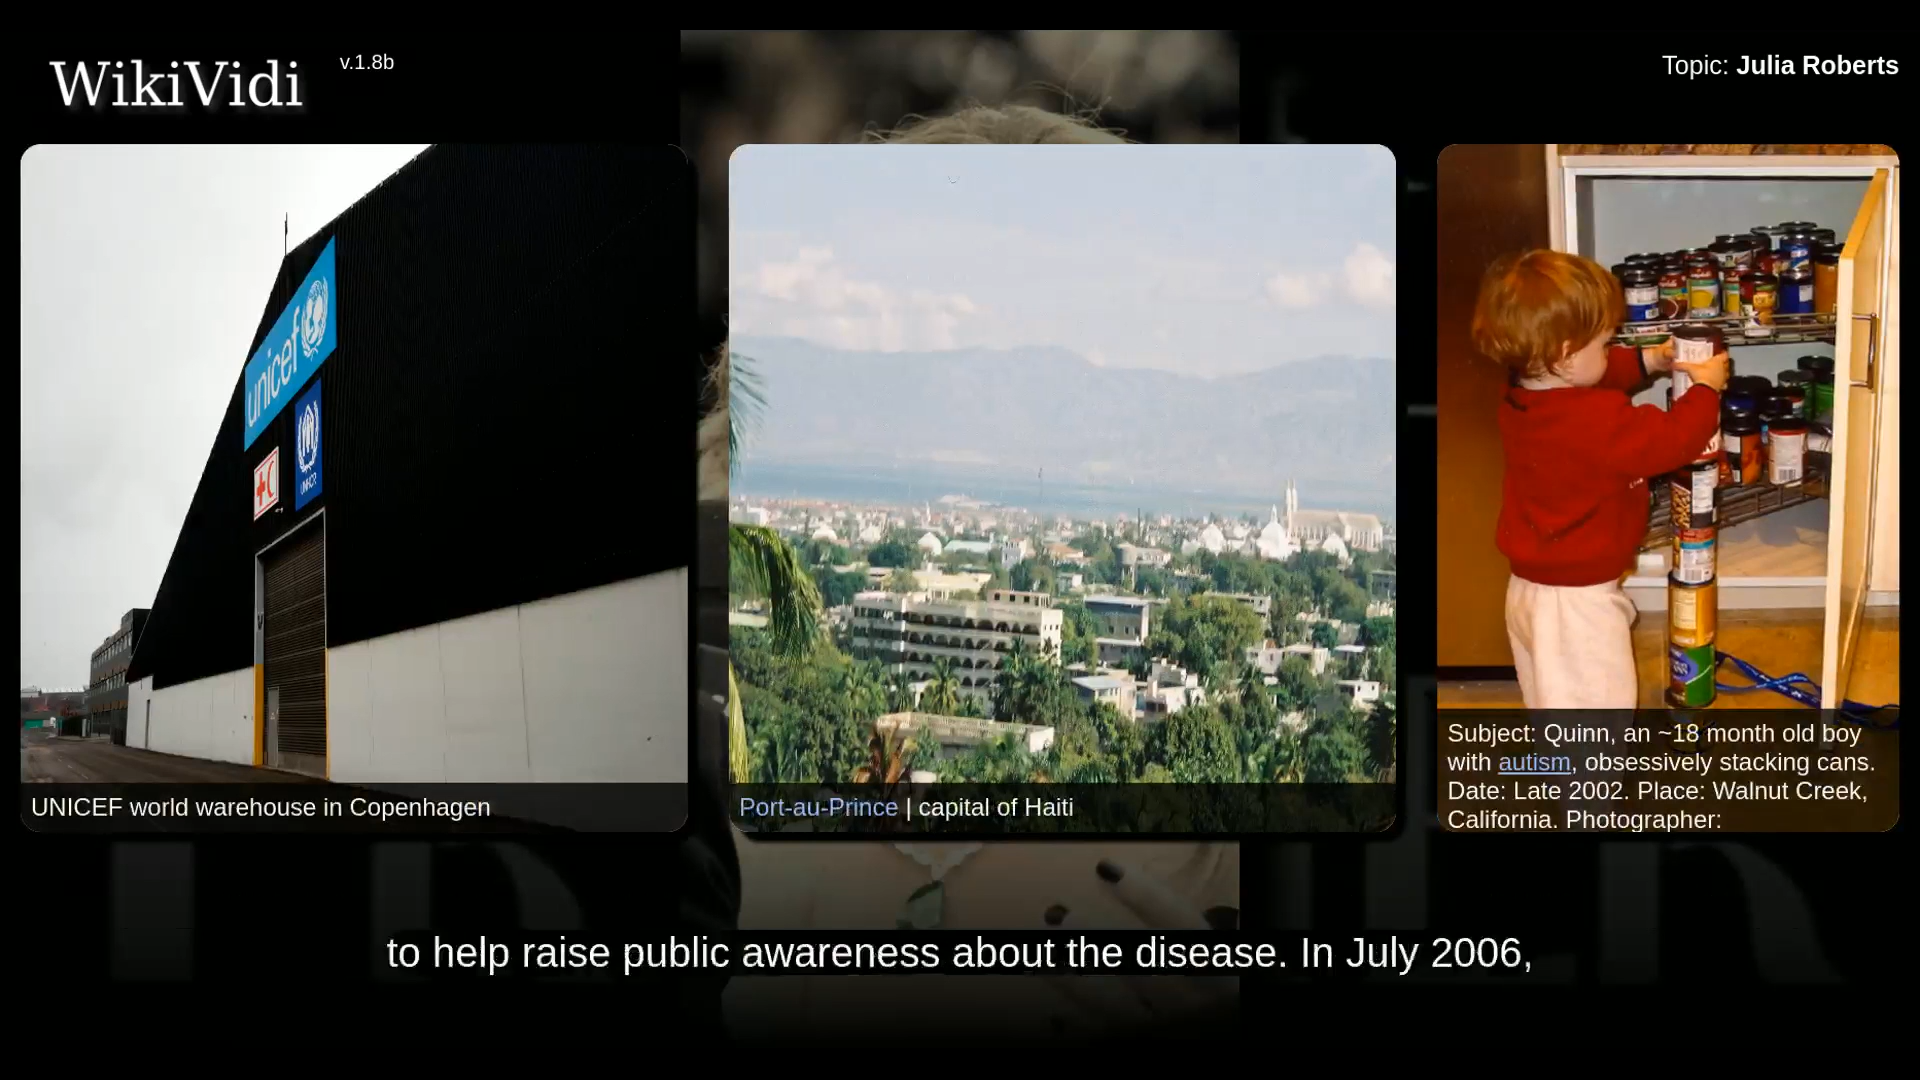 WikiVidi
v.1.8b
Topic: Julia Roberts
unicef
UNHCR
UNICEF world warehouse in Copenhagen
Port-au-Prince | capital of Haiti
Subject: Quinn, an ~18 month old boy
with autism, obsessively stacking cans.
Date: Late 2002. Place: Walnut Creek,
California. Photographer:
to help raise public awareness about the disease. In July 2006,